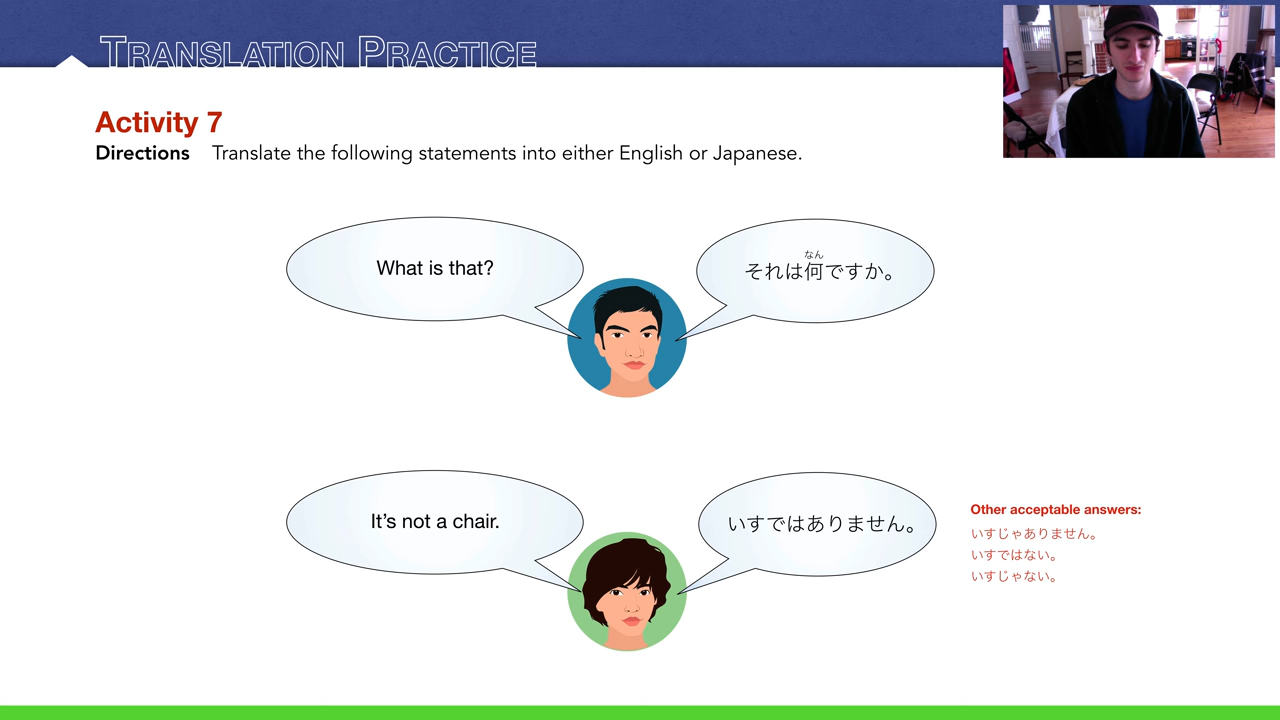 TRANSLATION PRACTICE
Activity 7
Directions Translate the following statements into either English or Japanese.
What is that?
なん
それは何ですか。
It’s not a chair.
いすではありません。
Other acceptable answers:
いすじゃありません。
いすではない。
いすじゃない。